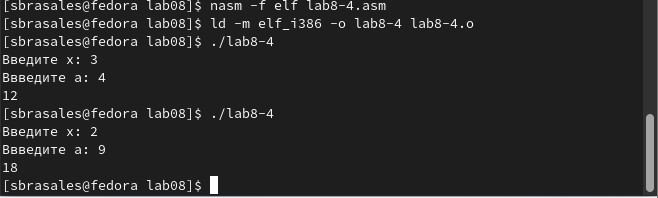 [sbrasales@fedora lab08]$ nasm -f elf lab8-4.asm
[sbrasales@fedora lab08]$ ld -m elf_i386 -o lab8-4 lab8-4.o
[sbrasales@fedora lab08]$ ./lab8-4
Введите x: 3
Ввведите a: 4
12
[sbrasales@fedora lab08]$ ./lab8-4
Введите x: 2
Ввведите a: 9
18
[sbrasales@fedora lab08]$